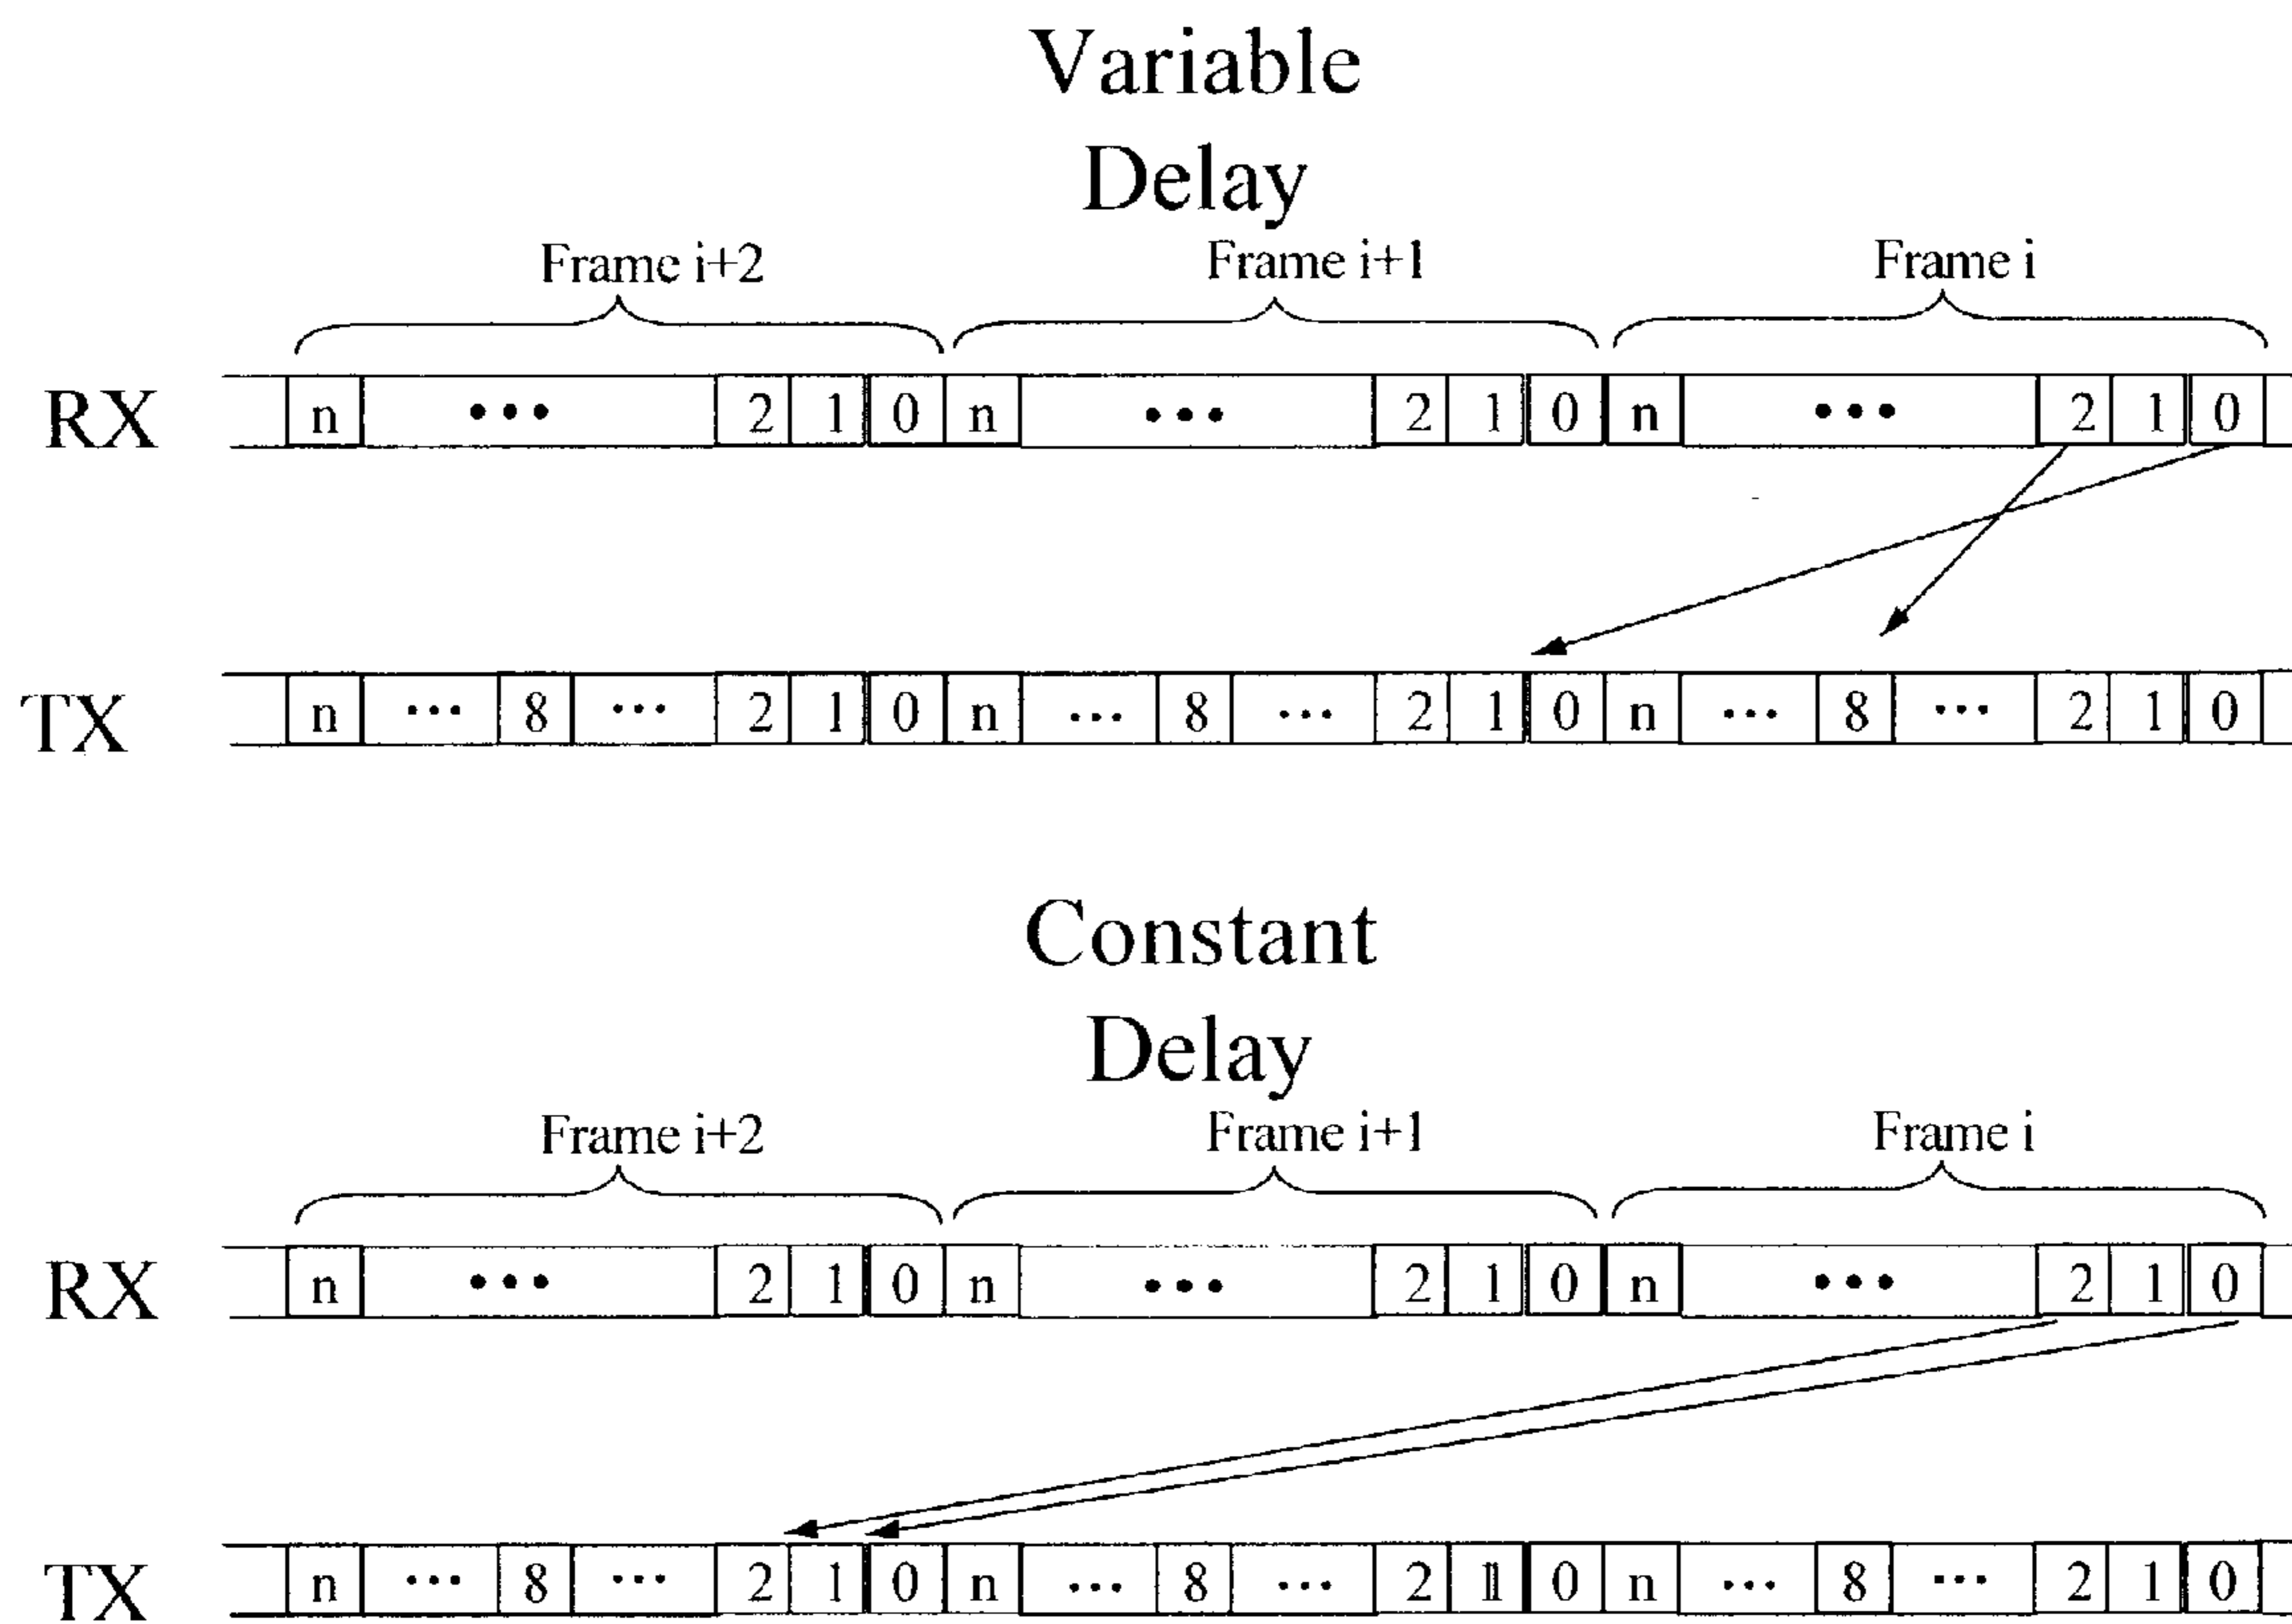 Variable
Delay
Frame i+2 Frame i+1 Frame i
RX n ••• 2 1 0 n ••• 2 1 0 n ••• 2 1 0
TX n ••• 8 ••• 2 1 0 n ••• 8 ••• 2 1 0 n ••• 8 ••• 2 1 0
Constant
Delay
Frame i+2 Frame i+1 Frame i
RX n ••• 2 1 0 n ••• 2 1 0 n ••• 2 1 0
TX n ••• 8 ••• 2 1 0 n ••• 8 ••• 2 1 0 n ••• 8 ••• 2 1 0